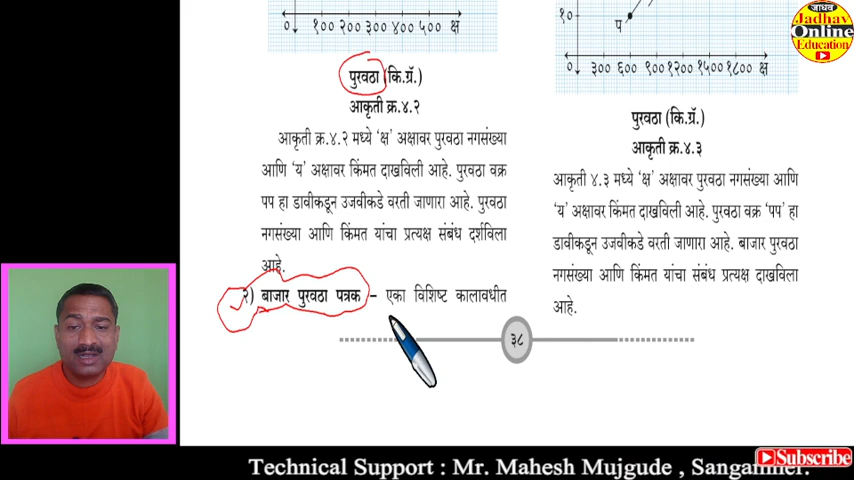 ० १०० २०० ३०० ४०० ५०० क्ष
पुरवठा (कि.ग्रॅ.)
आकृती क्र.४.२
आकृती क्र.४.२ मध्ये ‘क्ष’ अक्षावर पुरवठा नगसंख्या
आणि ‘य’ अक्षावर किंमत दाखविली आहे. पुरवठा वक्र
पप हा डावीकडून उजवीकडे वरती जाणारा आहे. पुरवठा
नगसंख्या आणि किंमत यांचा प्रत्यक्ष संबंध दर्शविला
आहे.
२) बाजार पुरवठा पत्रक – एका विशिष्ट कालावधीत
१०
प
० ३०० ६०० ९०० १२०० १५०० १८०० क्ष
पुरवठा (कि.ग्रॅ.)
आकृती क्र.४.३
आकृती ४.३ मध्ये ‘क्ष’ अक्षावर पुरवठा नगसंख्या आणि
‘य’ अक्षावर किंमत दाखविली आहे. पुरवठा वक्र ‘पप’ हा
डावीकडून उजवीकडे वरती जाणारा आहे. बाजार पुरवठा
नगसंख्या आणि किंमत यांचा संबंध प्रत्यक्ष दाखविला
आहे.
३८
जाधव
Jadhav
Online
Education
Technical Support : Mr. Mahesh Mujgude , Sangamner.
Subscribe